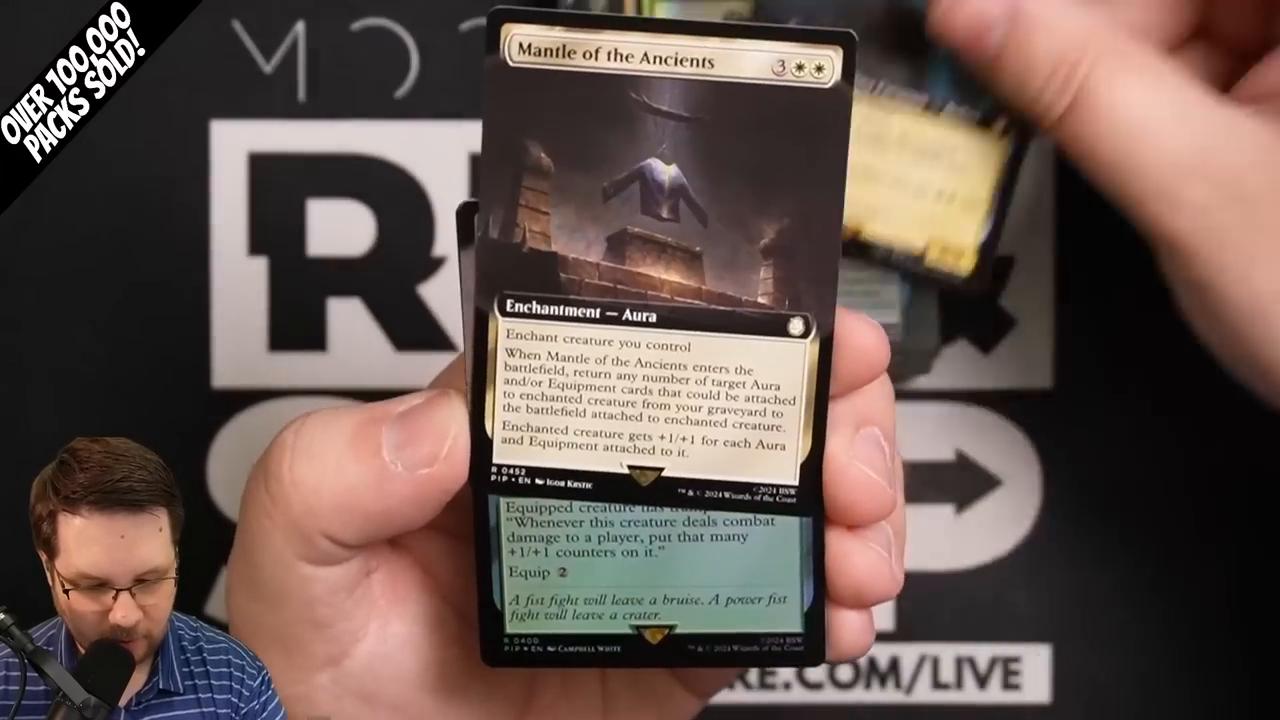 OVER 100,000
PACKS SOLD!
Mantle of the Ancients
3
Enchantment — Aura
Enchant creature you control
When Mantle of the Ancients enters the
battlefield, return any number of target Aura
and/or Equipment cards that could be attached
to enchanted creature from your graveyard to
the battlefield attached to enchanted creature.
Enchanted creature gets +1/+1 for each Aura
and Equipment attached to it.
R 0452
PIP • EN Igor Krstic
™ & © 2024 Wizards of the Coast
Equipped creature has
"Whenever this creature deals combat
damage to a player, put that many
+1/+1 counters on it."
Equip 2
A fist fight will leave a bruise. A power fist
fight will leave a crater.
R 0400
PIP • EN Campbell White
™ & © 2024 Wizards of the Coast
RE.COM/LIVE